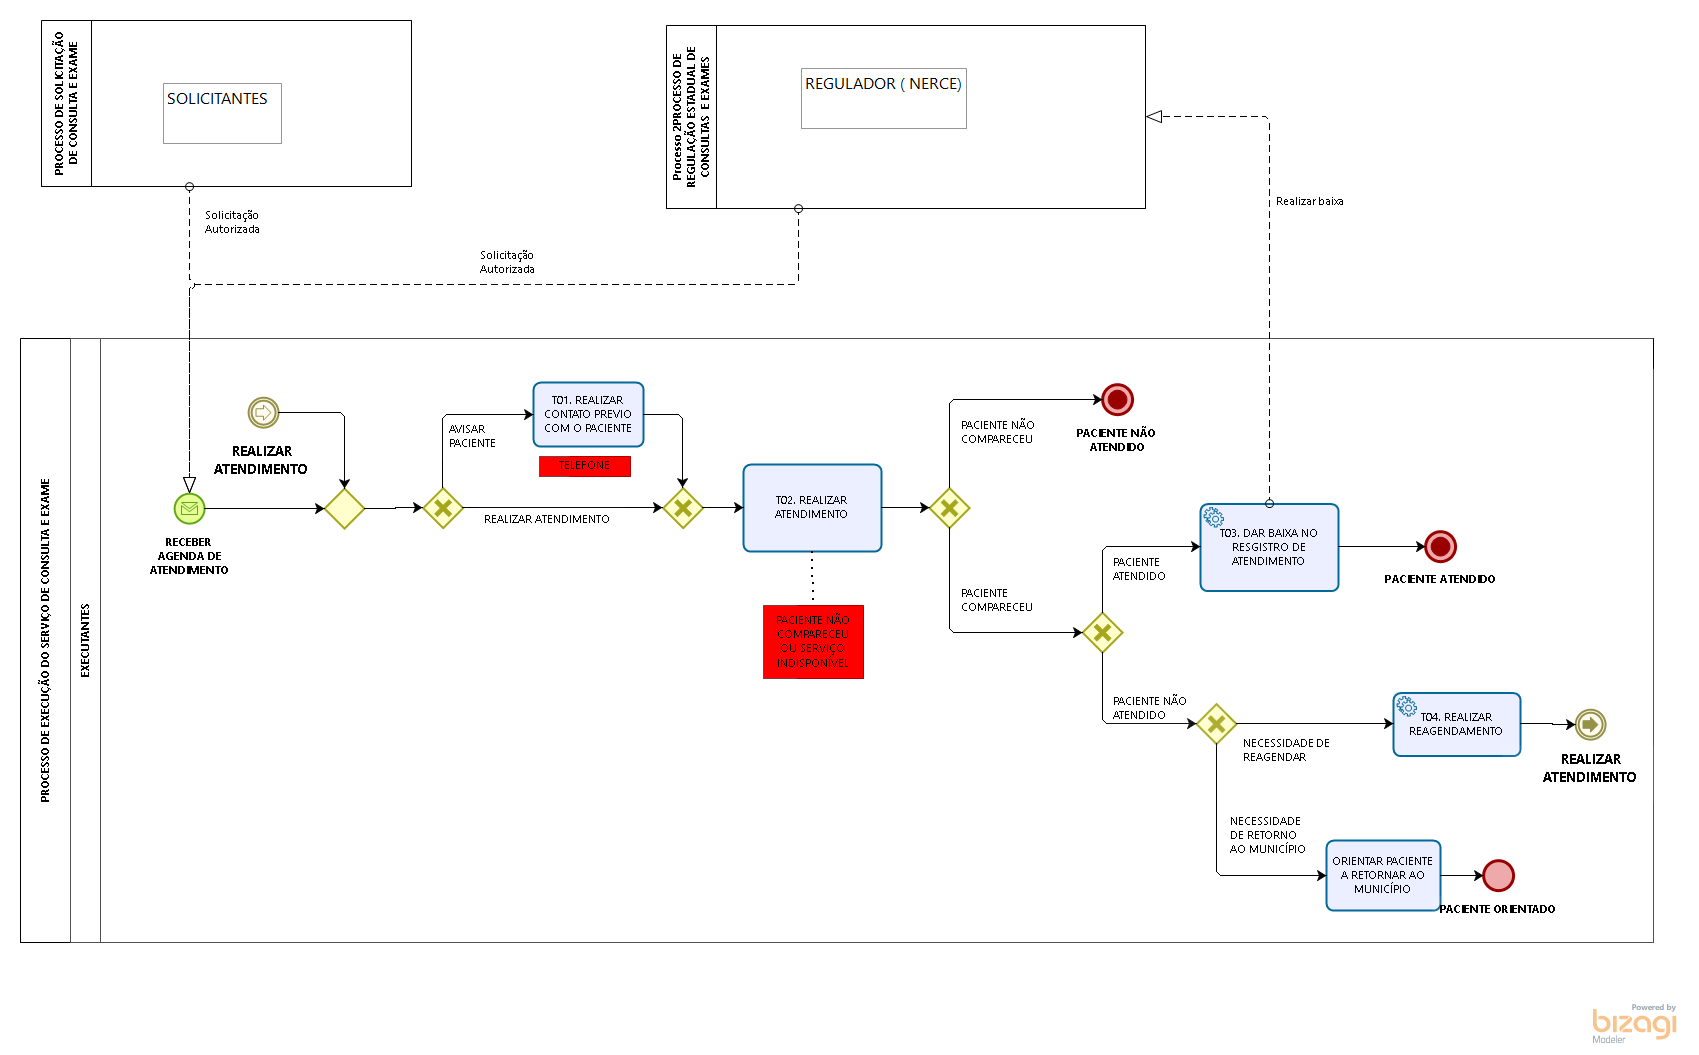 PROCESSO DE SOLICITAÇÃO
DE CONSULTA E EXAME
SOLICITANTES
Processo 2PROCESSO DE
REGULAÇÃO ESTADUAL DE
CONSULTAS E EXAMES
REGULADOR ( NERCE)
Solicitação
Autorizada
Solicitação
Autorizada
Realizar baixa
PROCESSO DE EXECUÇÃO DO SERVIÇO DE CONSULTA E EXAME
EXECUTANTES
REALIZAR
ATENDIMENTO
RECEBER
AGENDA DE
ATENDIMENTO
AVISAR
PACIENTE
T01. REALIZAR
CONTATO PREVIO
COM O PACIENTE
TELEFONE
REALIZAR ATENDIMENTO
T02. REALIZAR
ATENDIMENTO
PACIENTE NÃO
COMPARECEU
OU SERVIÇO
INDISPONÍVEL
PACIENTE NÃO
COMPARECEU
PACIENTE NÃO
ATENDIDO
PACIENTE
COMPARECEU
PACIENTE
ATENDIDO
T03. DAR BAIXA NO
RESGISTRO DE
ATENDIMENTO
PACIENTE ATENDIDO
PACIENTE NÃO
ATENDIDO
NECESSIDADE DE
REAGENDAR
T04. REALIZAR
REAGENDAMENTO
REALIZAR
ATENDIMENTO
NECESSIDADE
DE RETORNO
AO MUNICÍPIO
ORIENTAR PACIENTE
A RETORNAR AO
MUNICÍPIO
PACIENTE ORIENTADO
Powered by
bizagi
Modeler